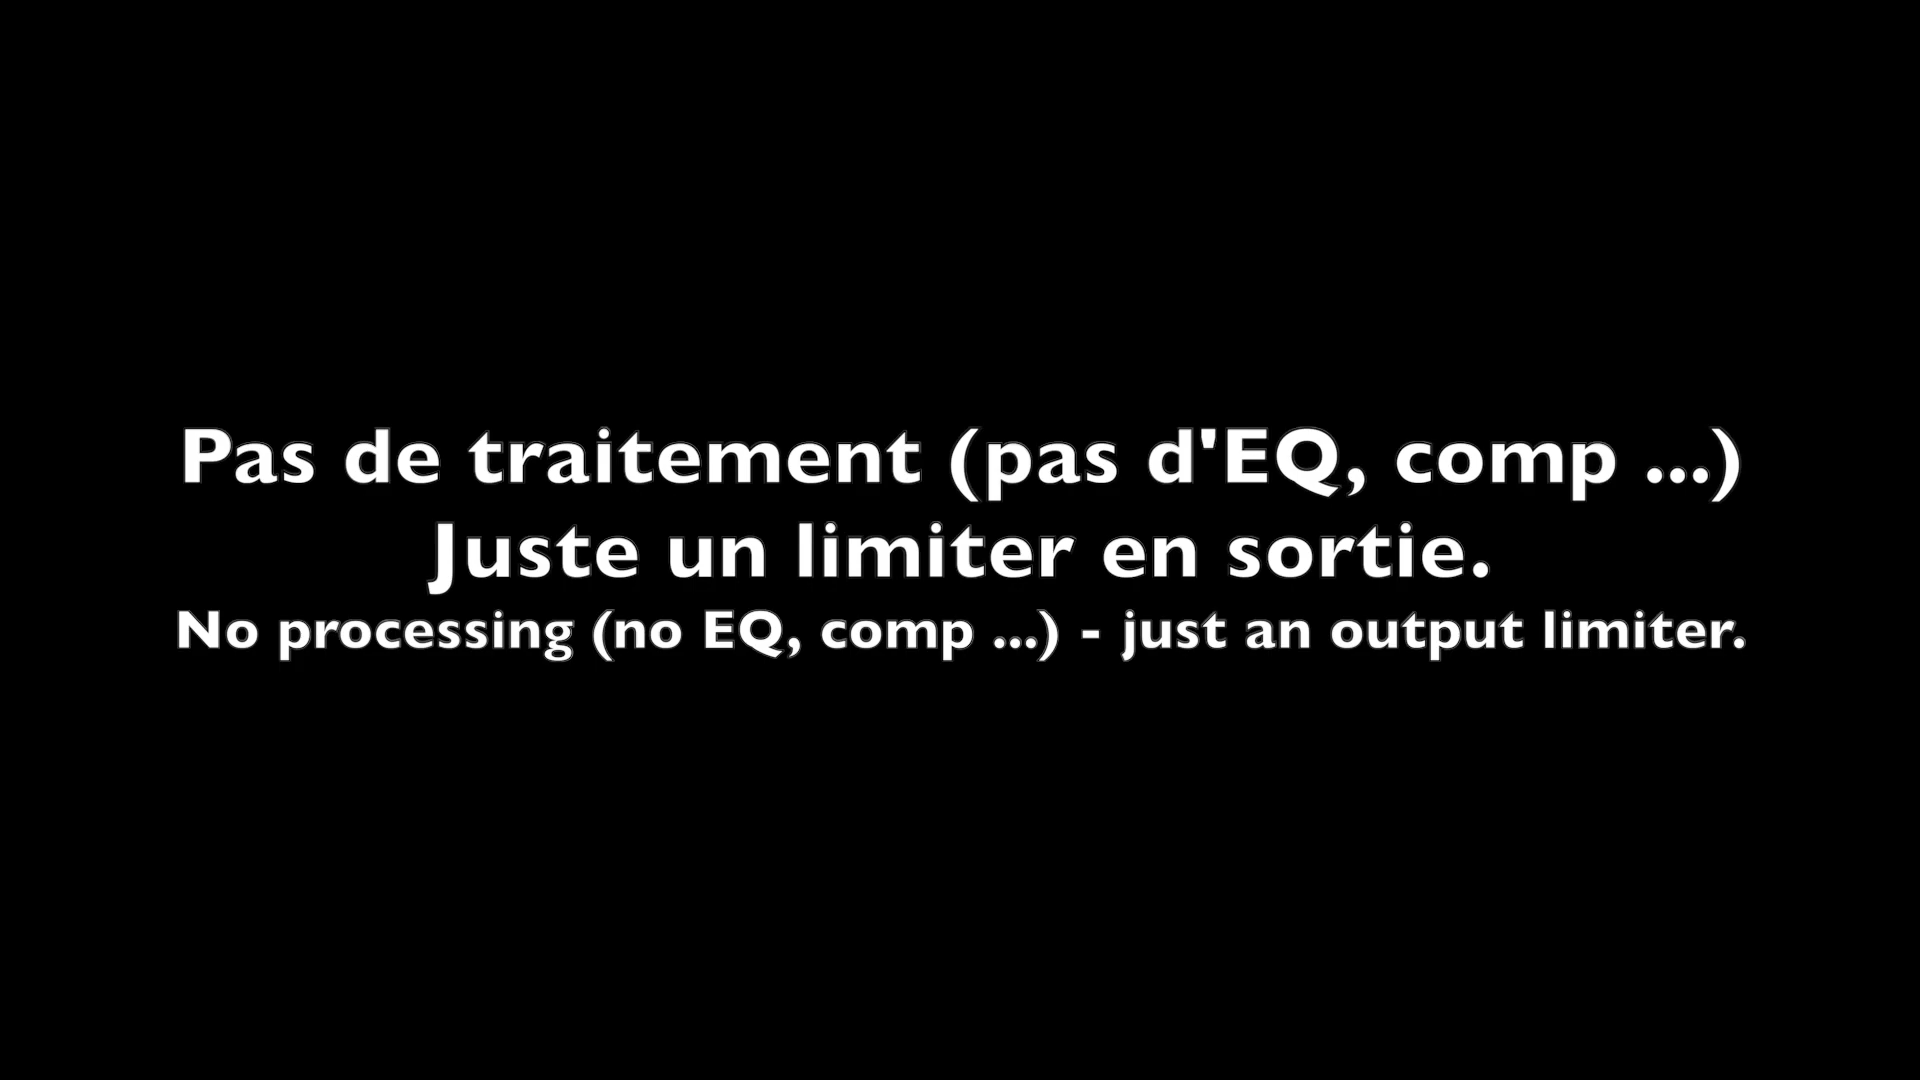 Pas de traitement (pas d'EQ, comp ...)
Juste un limiter en sortie.
No processing (no EQ, comp ...) - just an output limiter.